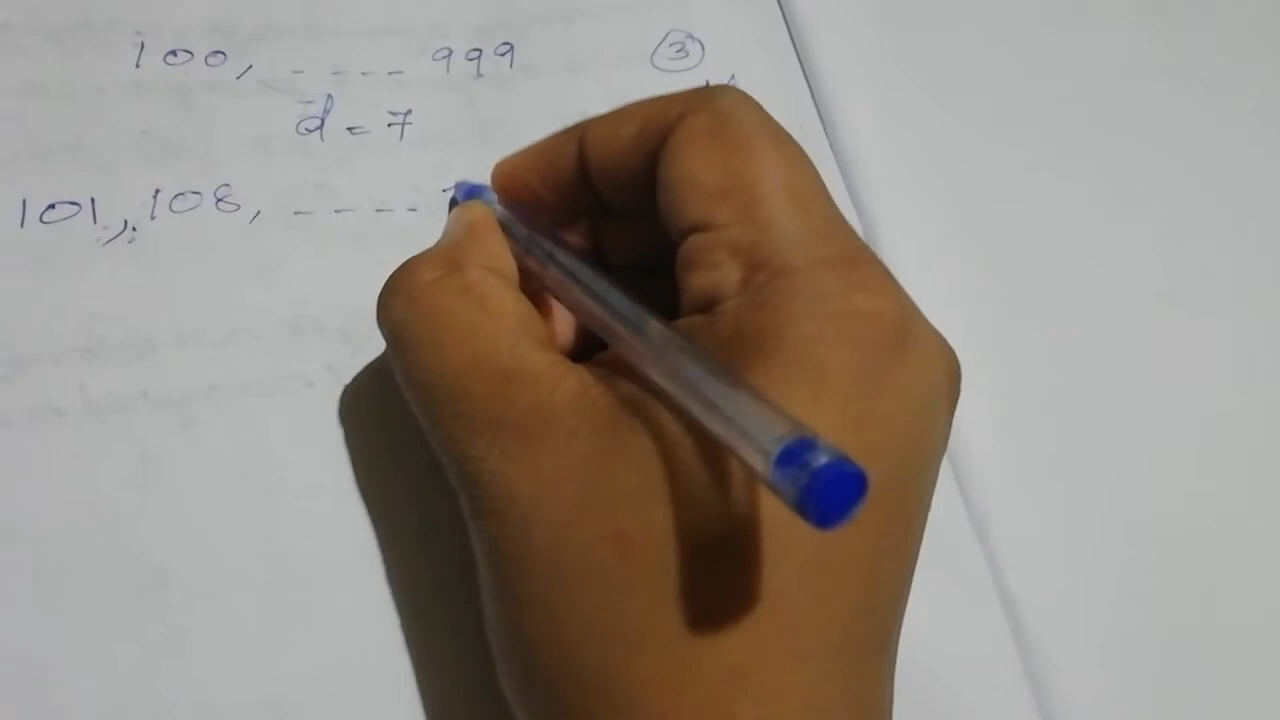 100, ---- 999 3
d = 7
101, 108, ----